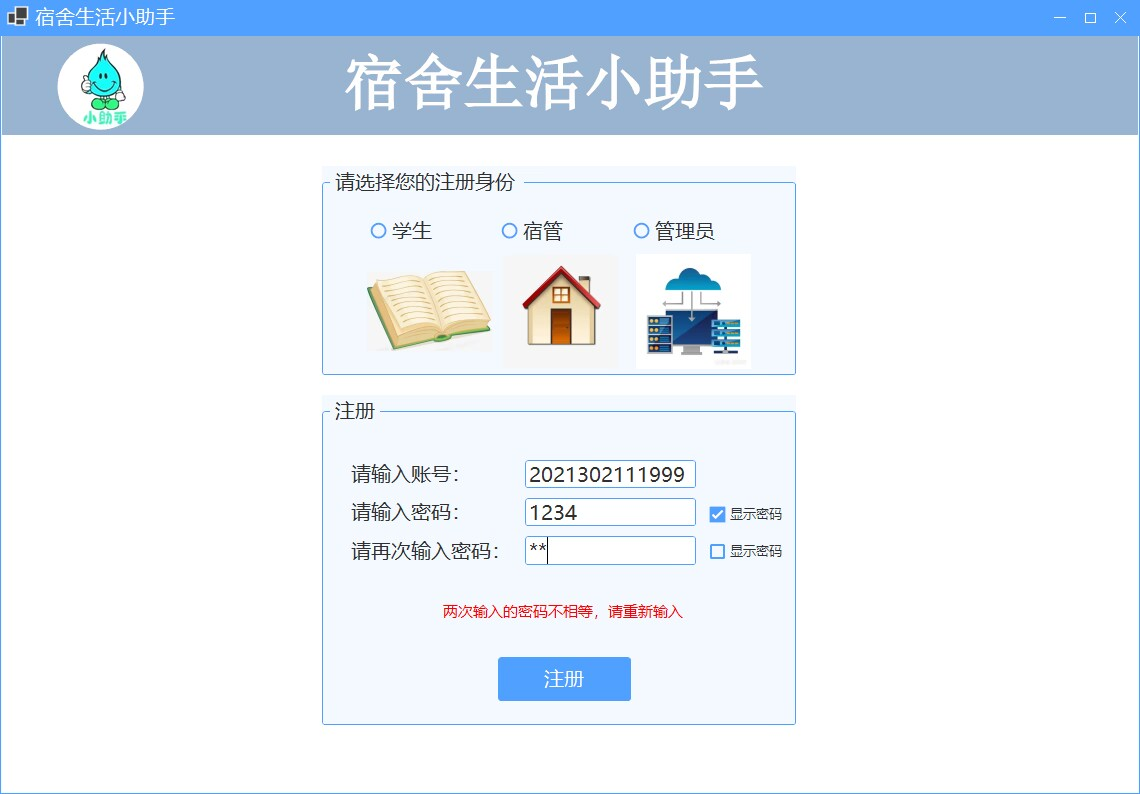 宿舍生活小助手
宿舍生活小助手
小助手
请选择您的注册身份
学生 宿管 管理员
注册
请输入账号： 2021302111999
请输入密码： 1234 显示密码
请再次输入密码： ** 显示密码
两次输入的密码不相等，请重新输入
注册